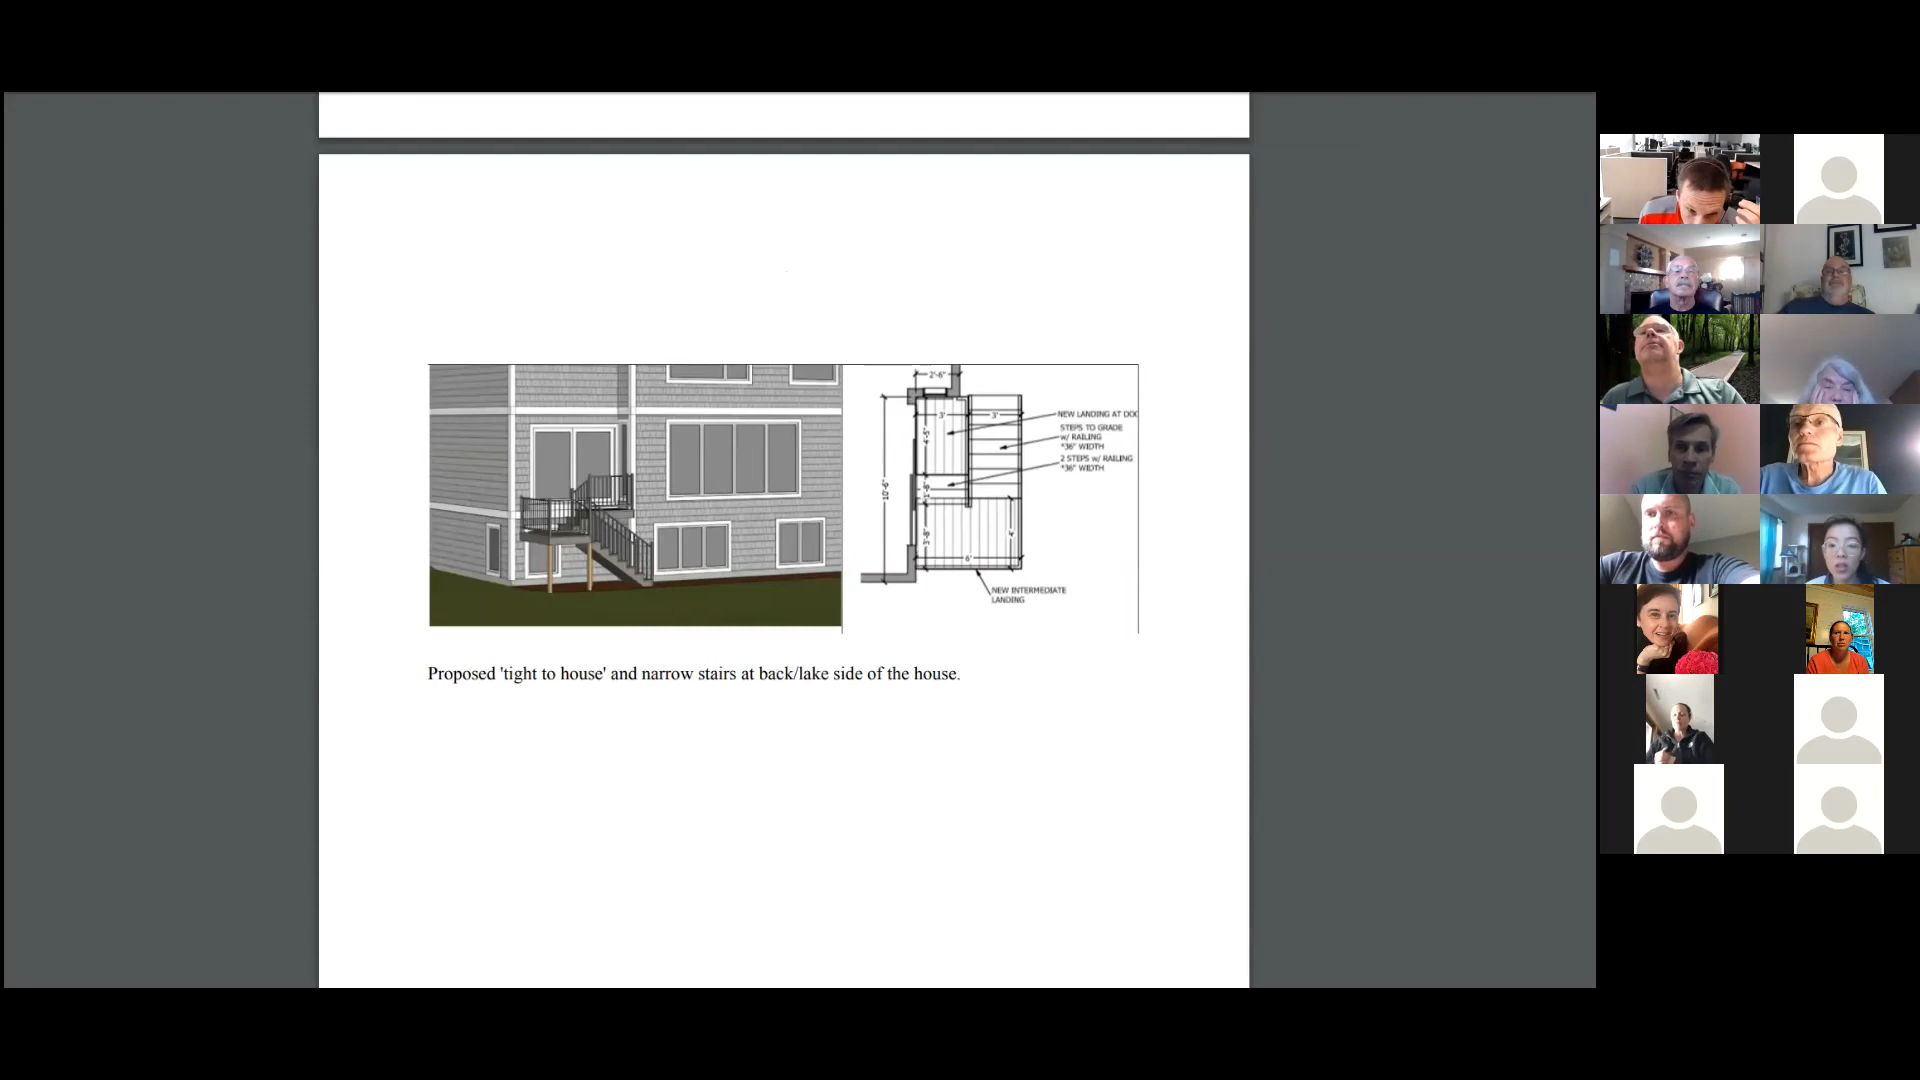 2'-6"
3'
3'
NEW LANDING AT DOO
STEPS TO GRADE
w/ RAILING
*36" WIDTH
2 STEPS w/ RAILING
*36" WIDTH
10'-6"
4'
6'
NEW INTERMEDIATE
LANDING
Proposed 'tight to house' and narrow stairs at back/lake side of the house.